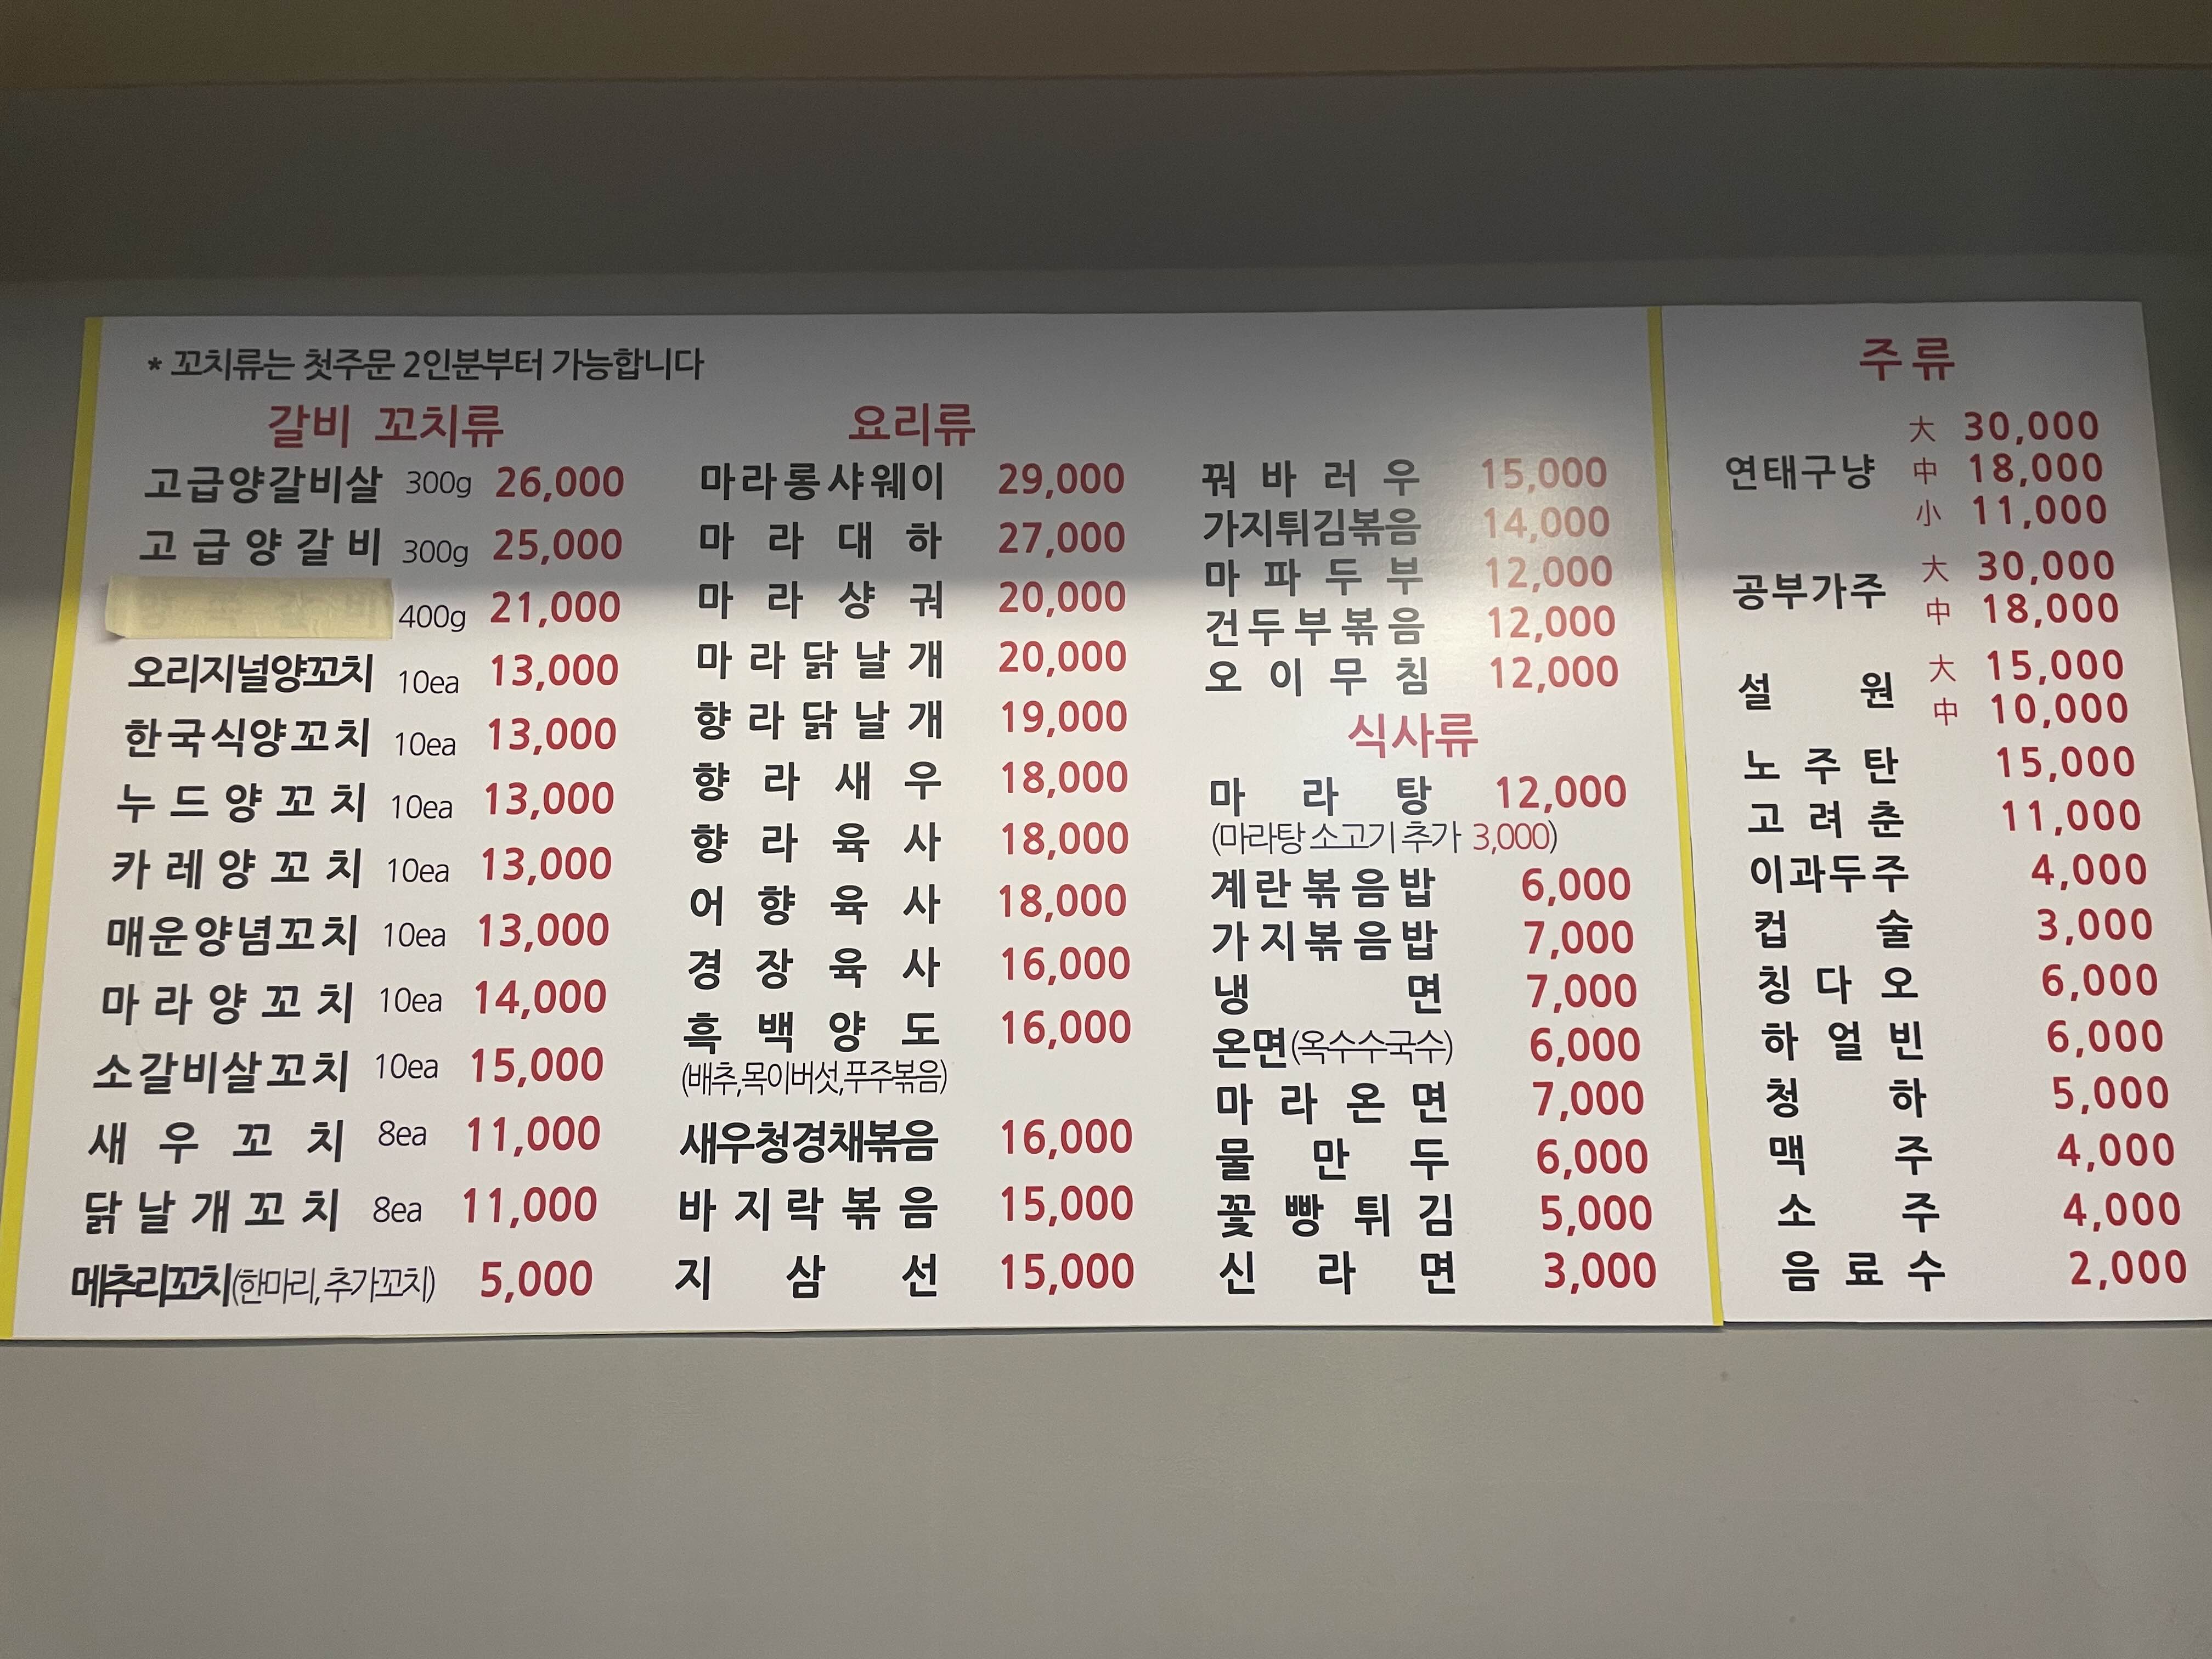 * 꼬치류는 첫주문 2인분부터 가능합니다
갈비 꼬치류
고급양갈비살 300g 26,000
고급양갈비 300g 25,000
400g 21,000
오리지널양꼬치 10ea 13,000
한국식양꼬치 10ea 13,000
누드양꼬치 10ea 13,000
카레양꼬치 10ea 13,000
매운양념꼬치 10ea 13,000
마라양꼬치 10ea 14,000
소갈비살꼬치 10ea 15,000
새우꼬치 8ea 11,000
닭날개꼬치 8ea 11,000
메추리꼬치(한마리, 추가꼬치) 5,000
요리류
마라롱샤웨이 29,000
마라대하 27,000
마라샹궈 20,000
마라닭날개 20,000
향라닭날개 19,000
향라새우 18,000
향라육사 18,000
어향육사 18,000
경장육사 16,000
흑백양도 16,000
(배추,목이버섯,푸주볶음)
새우청경채볶음 16,000
바지락볶음 15,000
지삼선 15,000
꿔바러우 15,000
가지튀김볶음 14,000
마파두부 12,000
건두부볶음 12,000
오이무침 12,000
식사류
마라탕 12,000
(마라탕 소고기 추가 3,000)
계란볶음밥 6,000
가지볶음밥 7,000
냉면 7,000
온면(옥수수국수) 6,000
마라온면 7,000
물만두 6,000
꽃빵튀김 5,000
신라면 3,000
주류
연태구냥 大 30,000
中 18,000
小 11,000
공부가주 大 30,000
中 18,000
설원 大 15,000
中 10,000
노주탄 15,000
고려춘 11,000
이과두주 4,000
컵술 3,000
칭다오 6,000
하얼빈 6,000
청하 5,000
맥주 4,000
소주 4,000
음료수 2,000